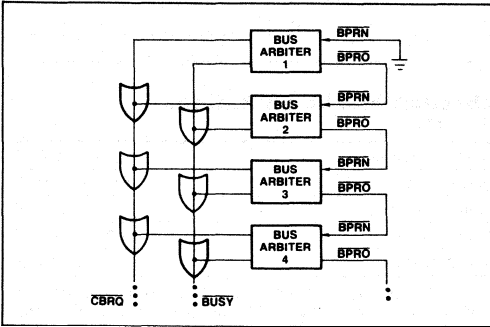 BUS
ARBITER
1
BPRN
BPRO
BUS
ARBITER
2
BPRN
BPRO
BUS
ARBITER
3
BPRN
BPRO
BUS
ARBITER
4
BPRN
BPRO
CBRQ
BUSY